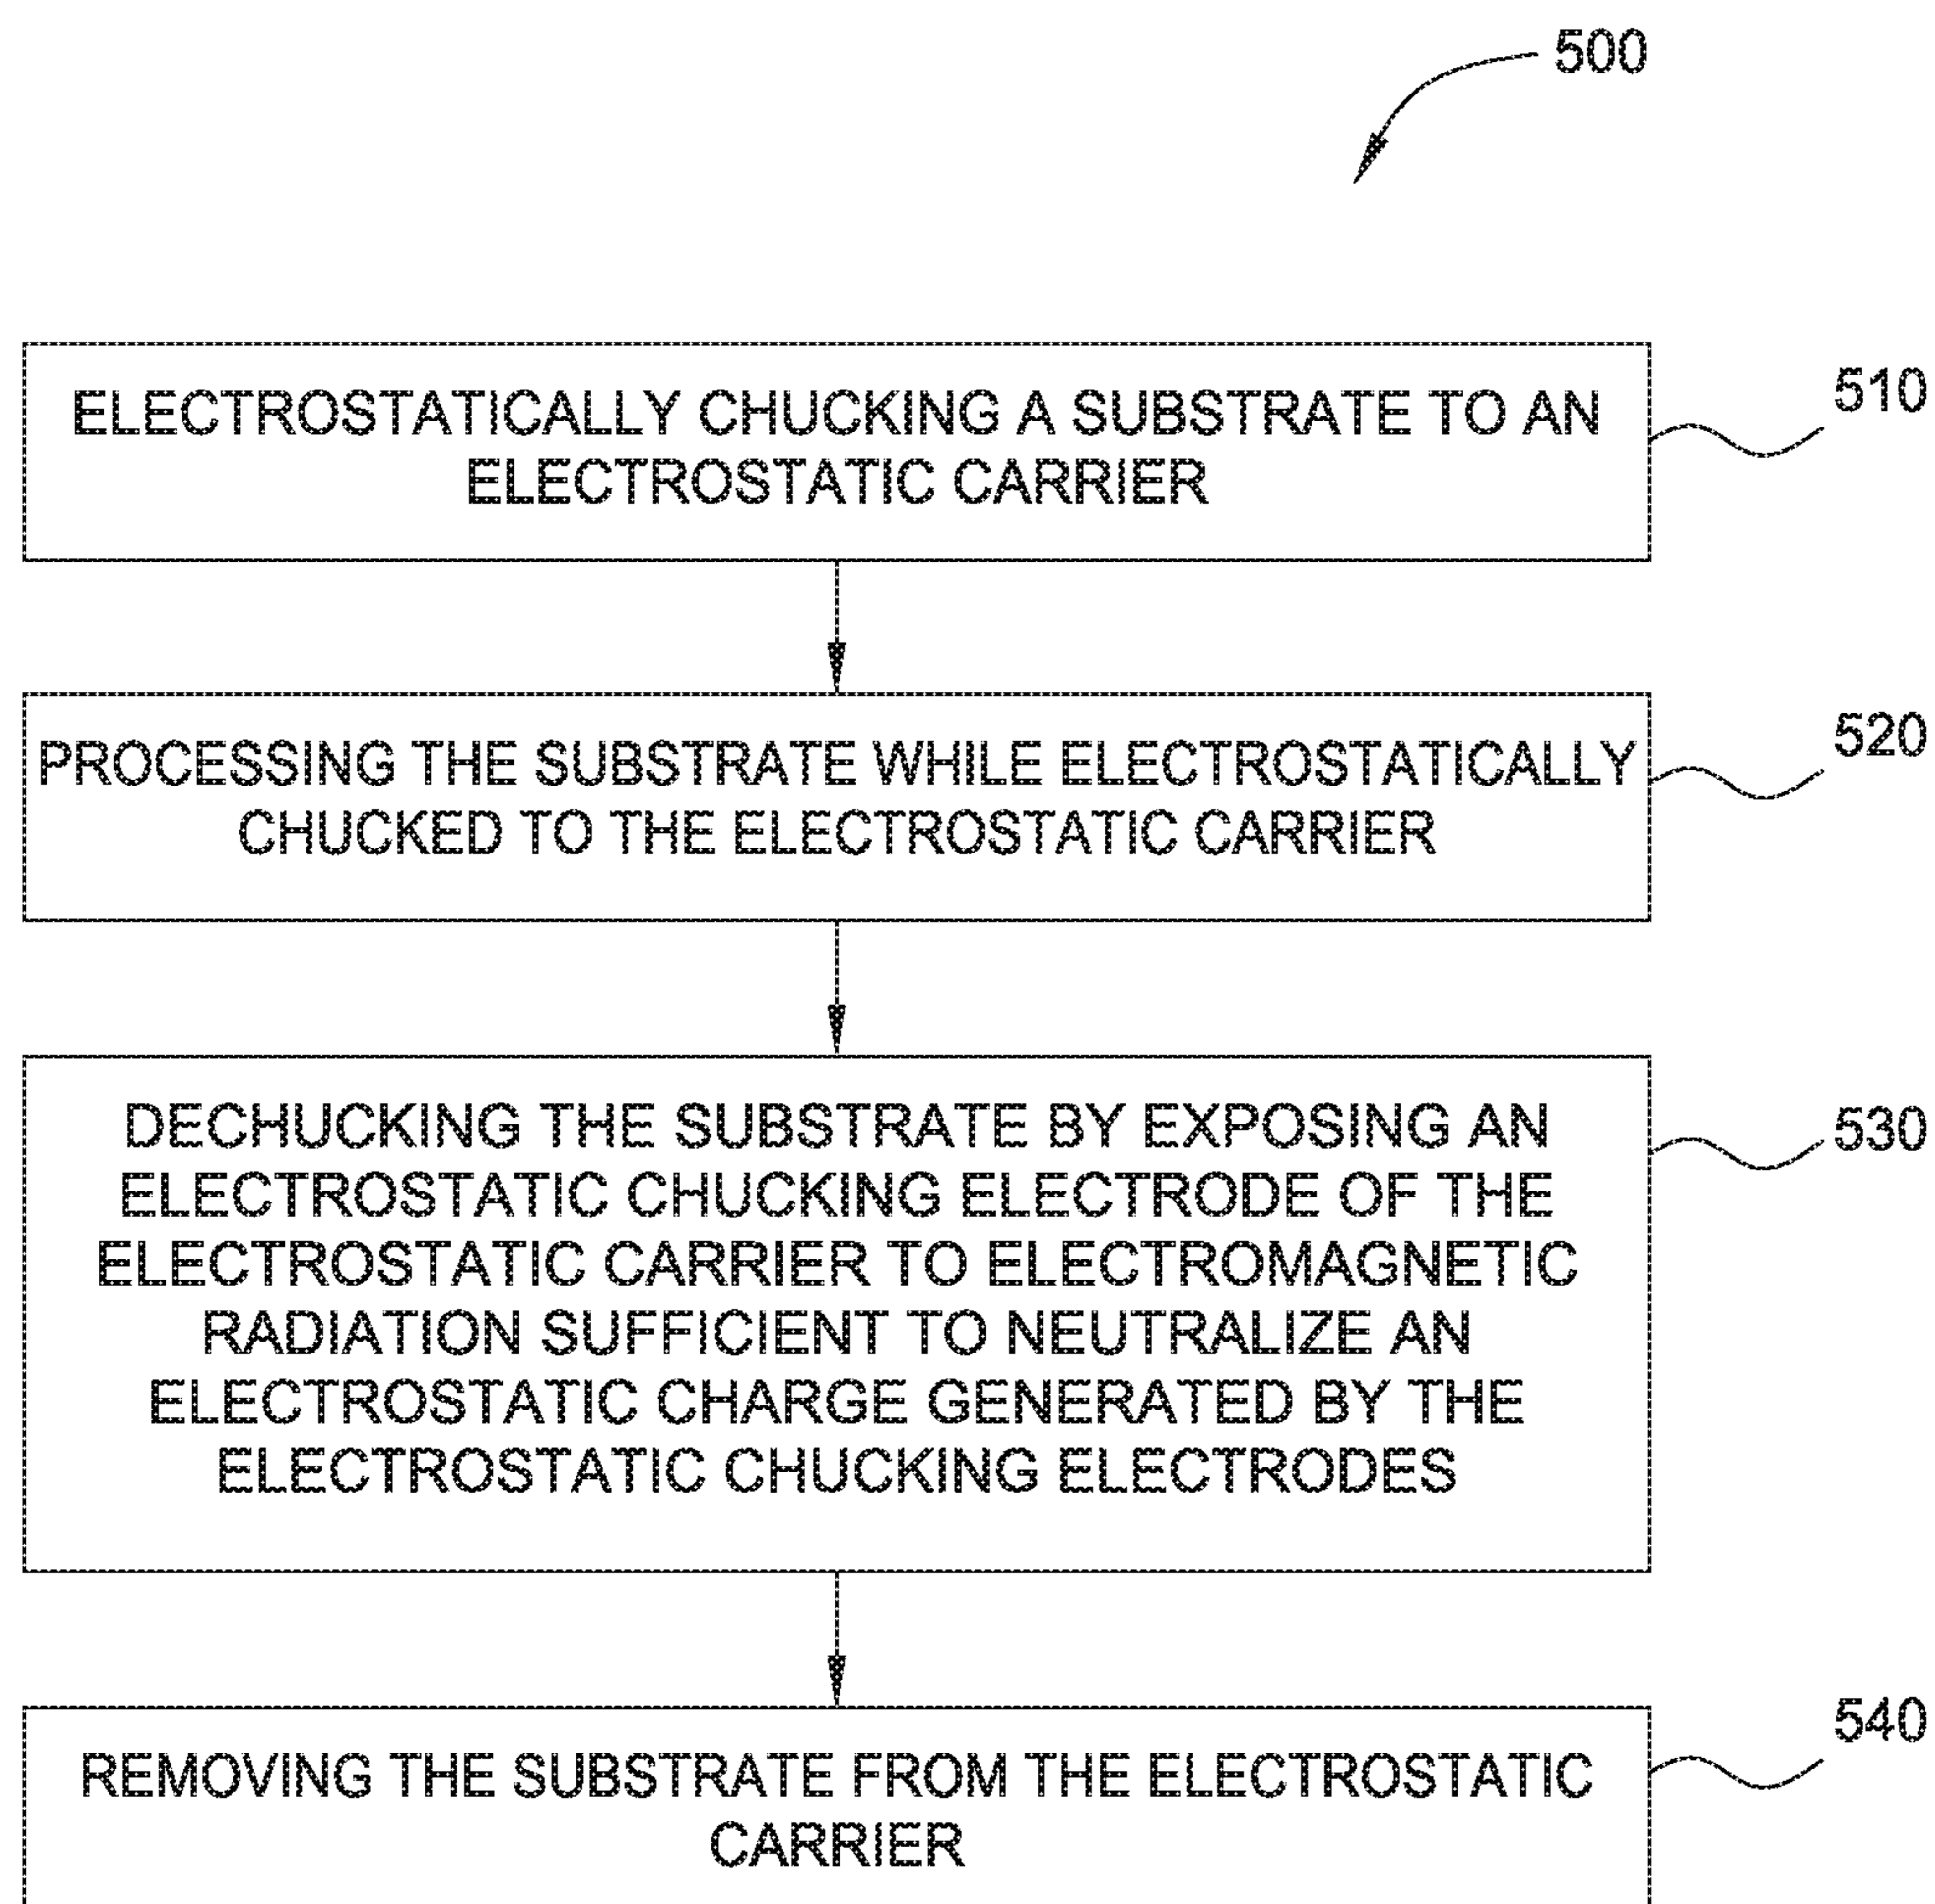 500
ELECTROSTATICALLY CHUCKING A SUBSTRATE TO AN
ELECTROSTATIC CARRIER
510
PROCESSING THE SUBSTRATE WHILE ELECTROSTATICALLY
CHUCKED TO THE ELECTROSTATIC CARRIER
520
DECHUCKING THE SUBSTRATE BY EXPOSING AN
ELECTROSTATIC CHUCKING ELECTRODE OF THE
ELECTROSTATIC CARRIER TO ELECTROMAGNETIC
RADIATION SUFFICIENT TO NEUTRALIZE AN
ELECTROSTATIC CHARGE GENERATED BY THE
ELECTROSTATIC CHUCKING ELECTRODES
530
REMOVING THE SUBSTRATE FROM THE ELECTROSTATIC
CARRIER
540